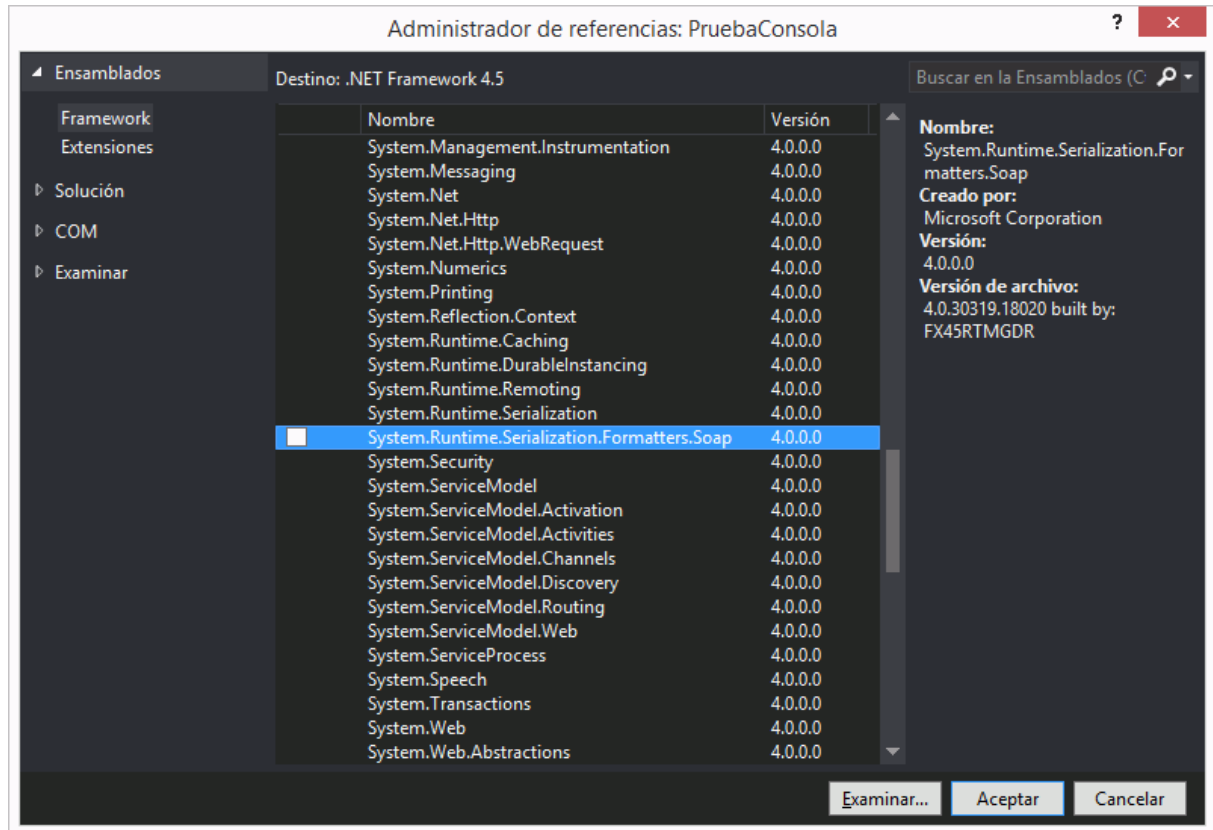 Administrador de referencias: PruebaConsola
?
Ensamblados
Framework
Extensiones
Solución
COM
Examinar
Destino: .NET Framework 4.5
Nombre Versión
System.Management.Instrumentation 4.0.0.0
System.Messaging 4.0.0.0
System.Net 4.0.0.0
System.Net.Http 4.0.0.0
System.Net.Http.WebRequest 4.0.0.0
System.Numerics 4.0.0.0
System.Printing 4.0.0.0
System.Reflection.Context 4.0.0.0
System.Runtime.Caching 4.0.0.0
System.Runtime.DurableInstancing 4.0.0.0
System.Runtime.Remoting 4.0.0.0
System.Runtime.Serialization 4.0.0.0
System.Runtime.Serialization.Formatters.Soap 4.0.0.0
System.Security 4.0.0.0
System.ServiceModel 4.0.0.0
System.ServiceModel.Activation 4.0.0.0
System.ServiceModel.Activities 4.0.0.0
System.ServiceModel.Channels 4.0.0.0
System.ServiceModel.Discovery 4.0.0.0
System.ServiceModel.Routing 4.0.0.0
System.ServiceModel.Web 4.0.0.0
System.ServiceProcess 4.0.0.0
System.Speech 4.0.0.0
System.Transactions 4.0.0.0
System.Web 4.0.0.0
System.Web.Abstractions 4.0.0.0
Buscar en la Ensamblados (C
Nombre:
System.Runtime.Serialization.For
matters.Soap
Creado por:
Microsoft Corporation
Versión:
4.0.0.0
Versión de archivo:
4.0.30319.18020 built by:
FX45RTMGDR
Examinar... Aceptar Cancelar